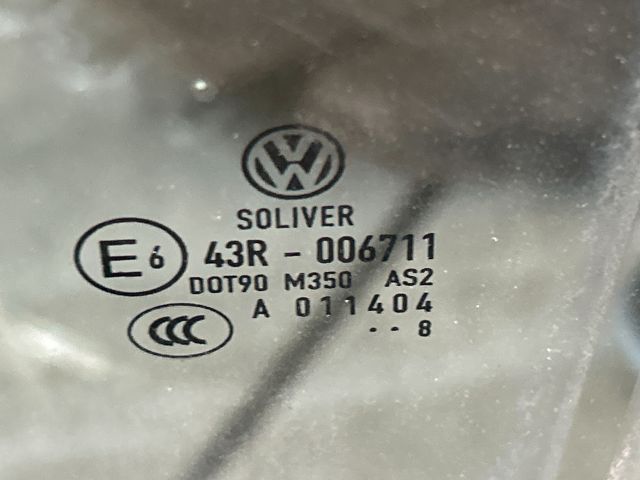 SOLIVER
E6 43R - 006711
DOT90 M350 AS2
CCC A 011404
. . 8